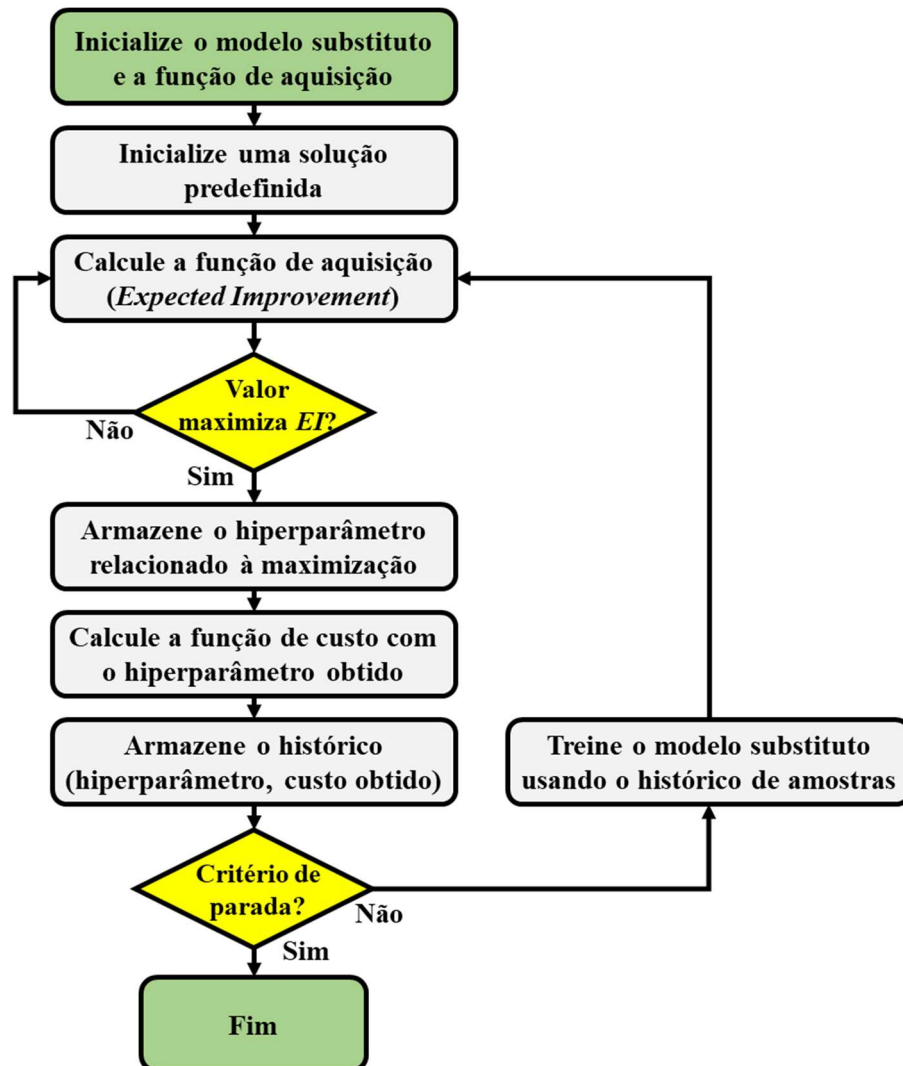 Inicialize o modelo substituto
e a função de aquisição
Inicialize uma solução
predefinida
Calcule a função de aquisição
(Expected Improvement)
Valor
maximiza EI?
Não
Sim
Armazene o hiperparâmetro
relacionado à maximização
Calcule a função de custo com
o hiperparâmetro obtido
Armazene o histórico
(hiperparâmetro, custo obtido)
Treine o modelo substituto
usando o histórico de amostras
Critério de
parada?
Não
Sim
Fim